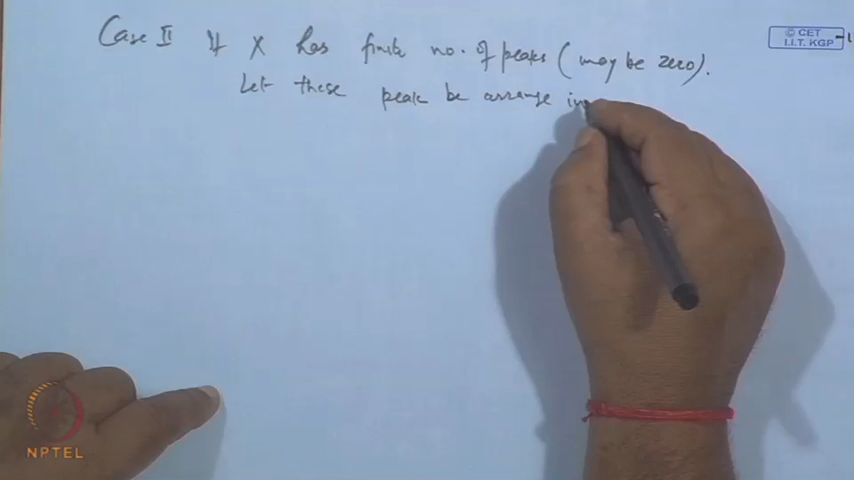 Case II If X has finite no. of peaks (may be zero).
Let these peak be arrange in
© CET
I.I.T. KGP
NPTEL